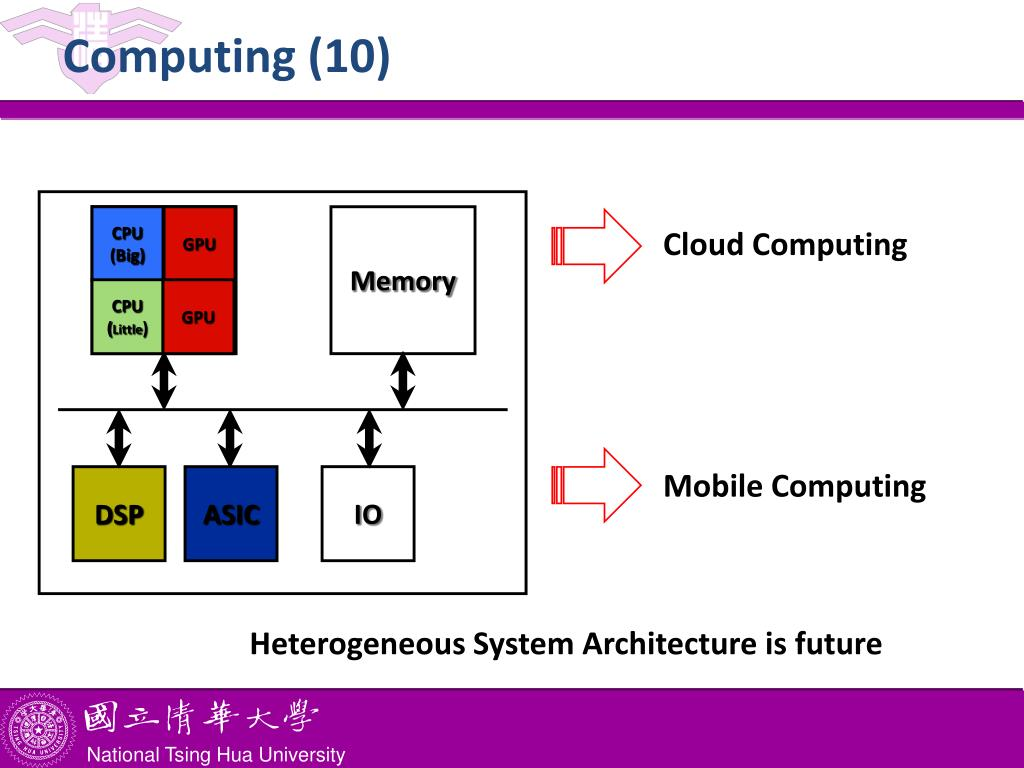 Computing (10)
CPU
(Big)
GPU
CPU
(Little)
GPU
Memory
Cloud Computing
DSP
ASIC
IO
Mobile Computing
Heterogeneous System Architecture is future
國立清華大學
National Tsing Hua University